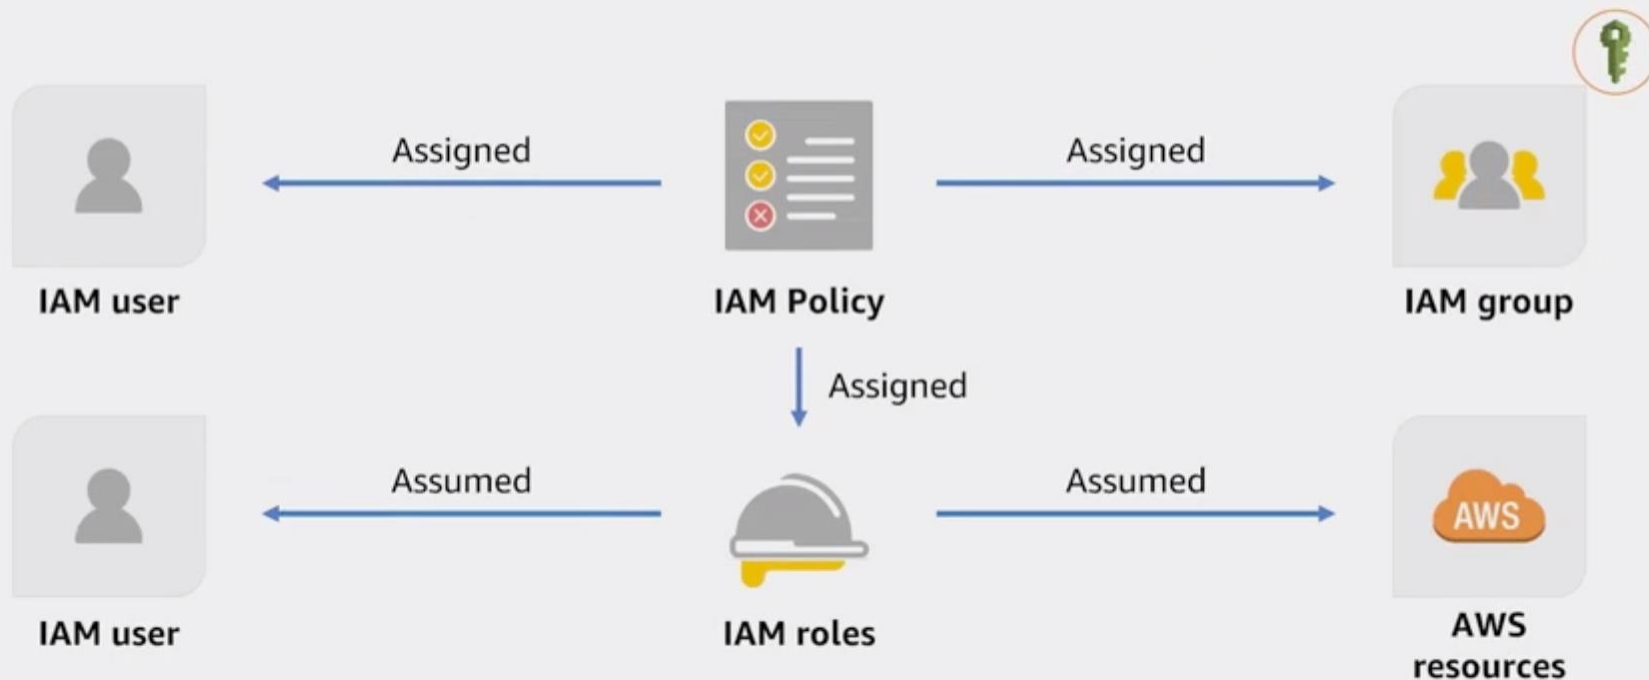 Assigned
Assigned
IAM user
IAM Policy
IAM group
Assigned
Assumed
Assumed
AWS
IAM user
IAM roles
AWS
resources